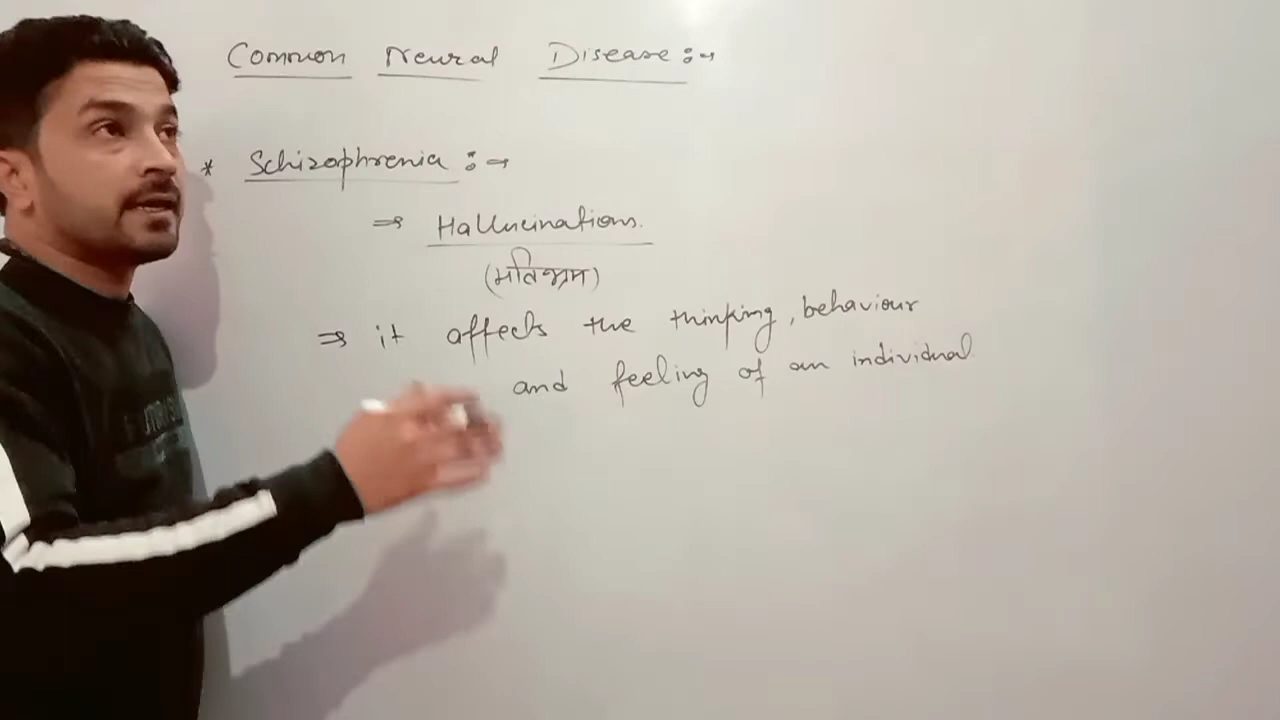 Common Neural Disease :→
* Schizophrenia :→
⇒ Hallucinations.
(मतिभ्रम)
⇒ it affects the thinking, behaviour
and feeling of an individual